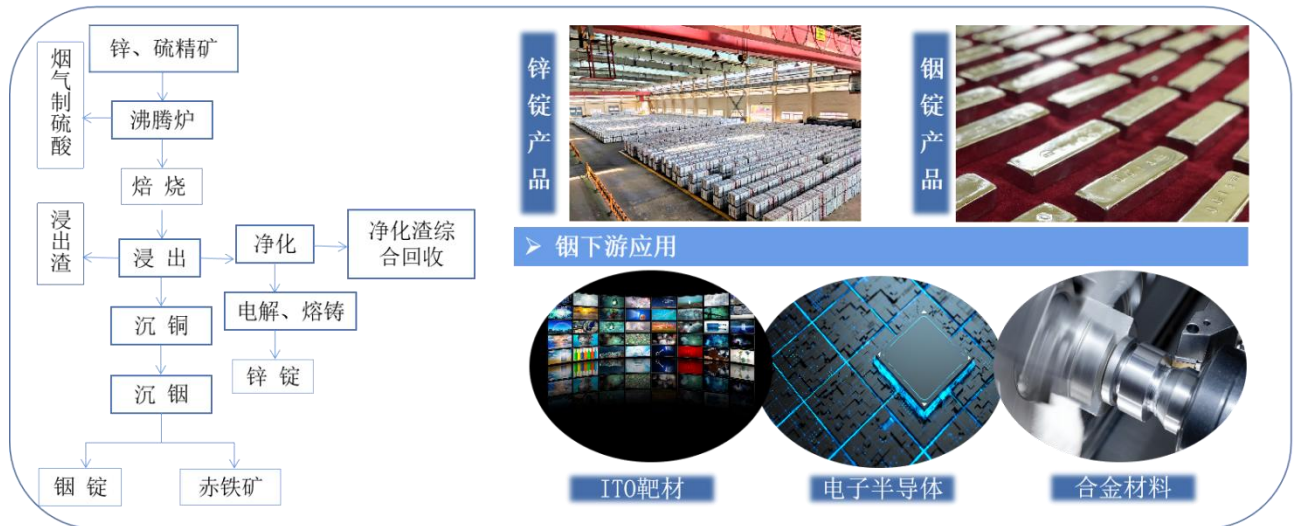 锌、硫精矿
烟气制硫酸
沸腾炉
焙 烧
浸出渣
浸 出
净化
净化渣综
合回收
沉 铜
电解、熔铸
沉 铟
锌 锭
铟 锭
赤铁矿
锌锭产品
铟锭产品
➢ 铟下游应用
ITO靶材
电子半导体
合金材料